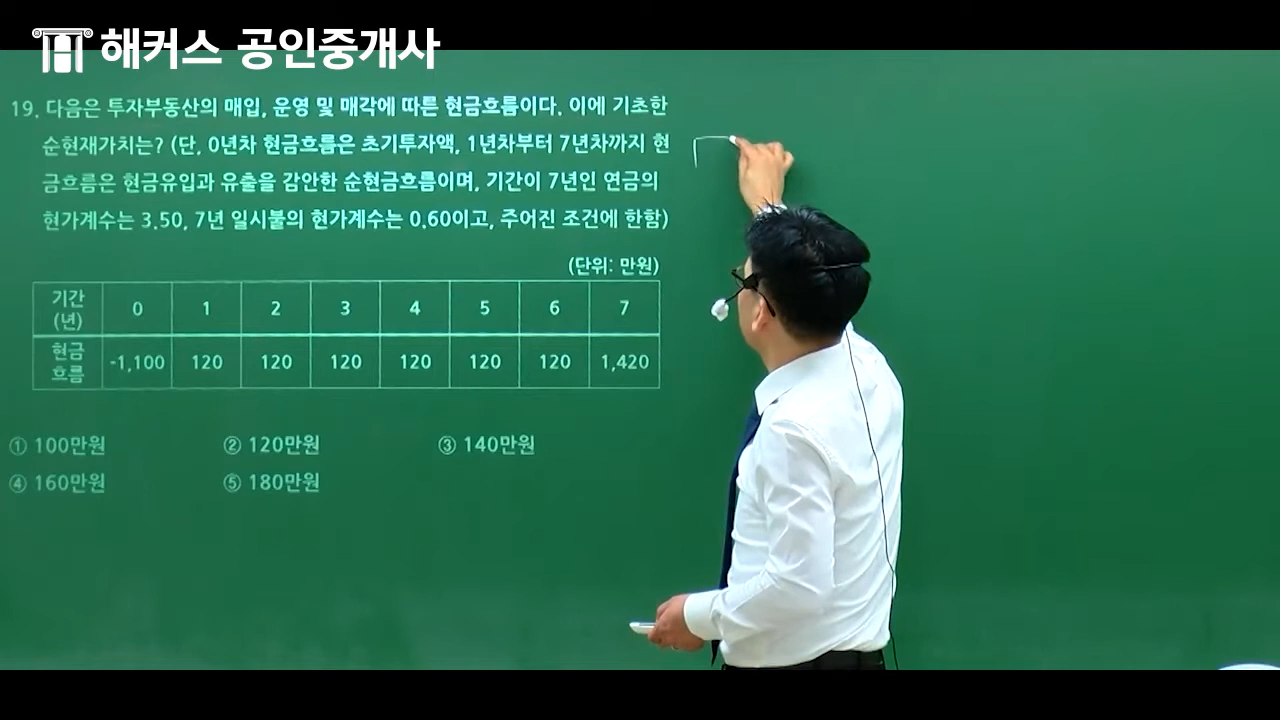 해커스 공인중개사
19. 다음은 투자부동산의 매입, 운영 및 매각에 따른 현금흐름이다. 이에 기초한
순현재가치는? (단, 0년차 현금흐름은 초기투자액, 1년차부터 7년차까지 현
금흐름은 현금유입과 유출을 감안한 순현금흐름이며, 기간이 7년인 연금의
현가계수는 3.50, 7년 일시불의 현가계수는 0.60이고, 주어진 조건에 한함)
(단위: 만원)
기간 (년) 0 1 2 3 4 5 6 7
현금 흐름 -1,100 120 120 120 120 120 120 1,420
① 100만원 ② 120만원 ③ 140만원
④ 160만원 ⑤ 180만원